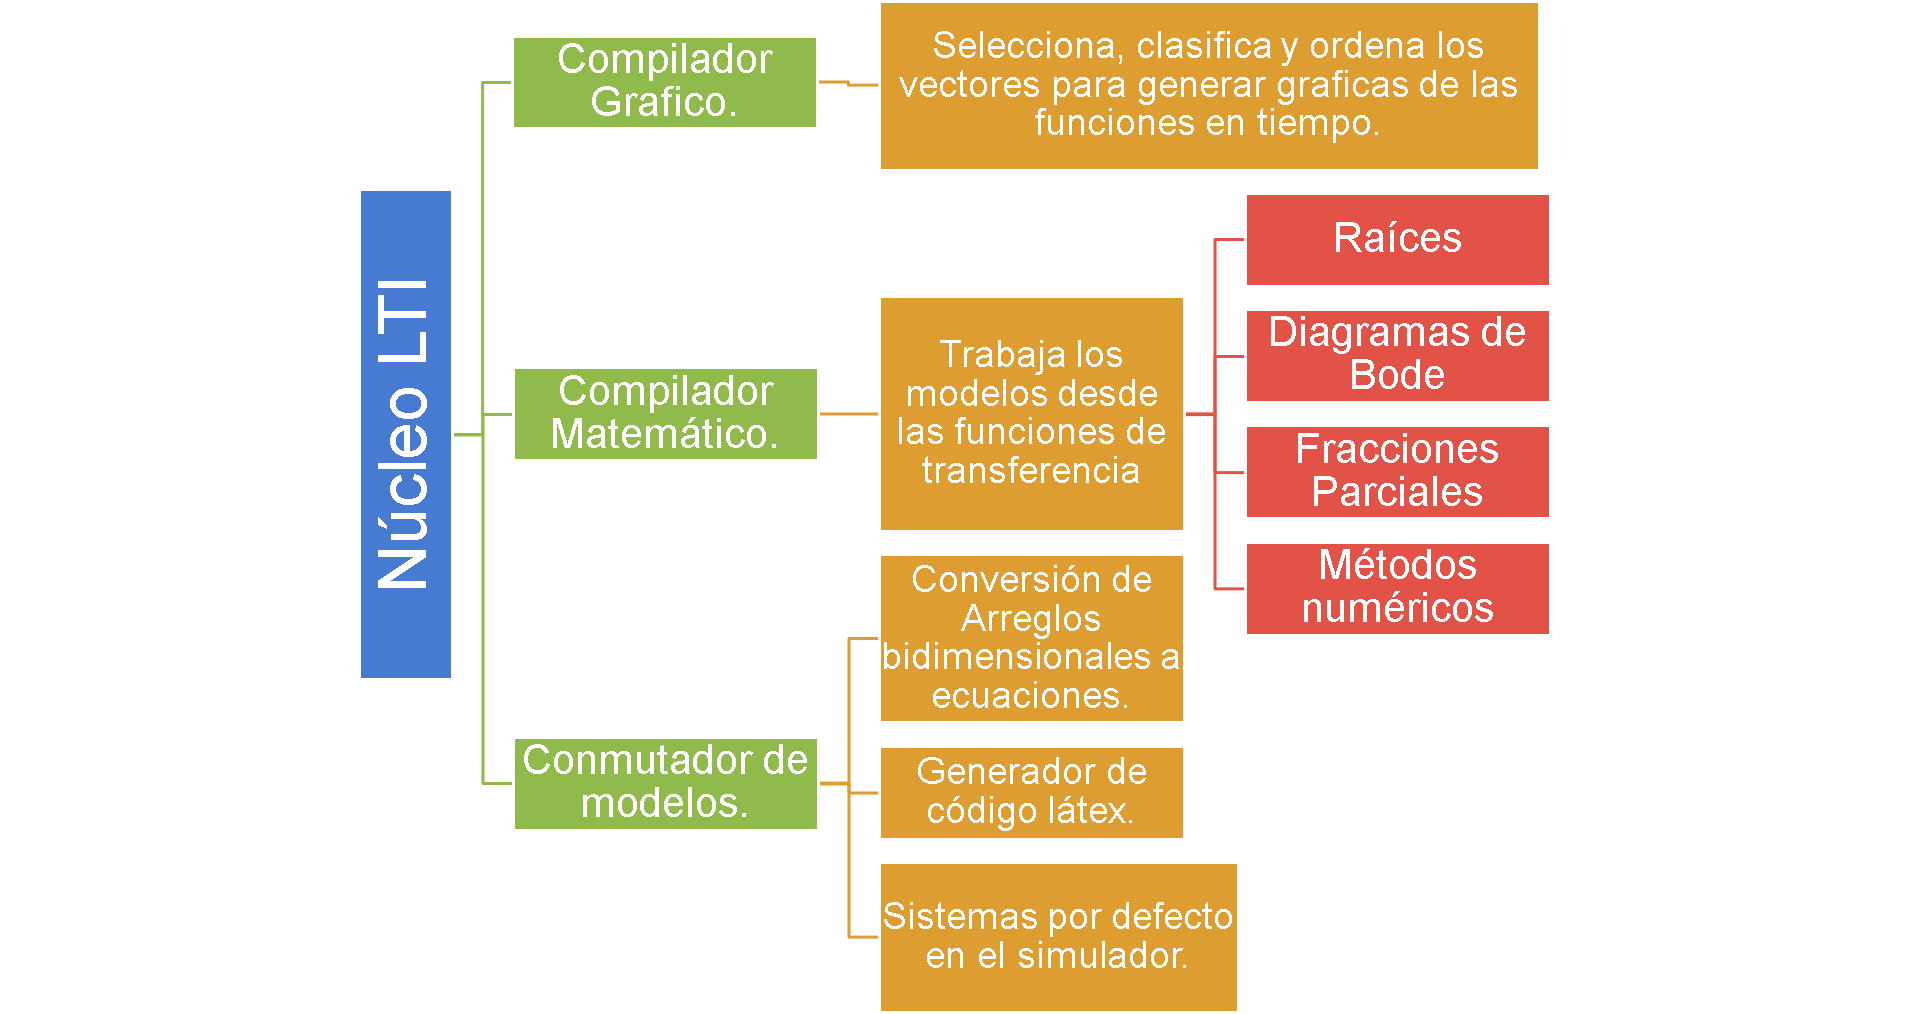 Núcleo LTI
Compilador
Grafico.
Selecciona, clasifica y ordena los
vectores para generar graficas de las
funciones en tiempo.
Compilador
Matemático.
Trabaja los
modelos desde
las funciones de
transferencia
Raíces
Diagramas de
Bode
Fracciones
Parciales
Métodos
numéricos
Conmutador de
modelos.
Conversión de
Arreglos
bidimensionales a
ecuaciones.
Generador de
código látex.
Sistemas por defecto
en el simulador.